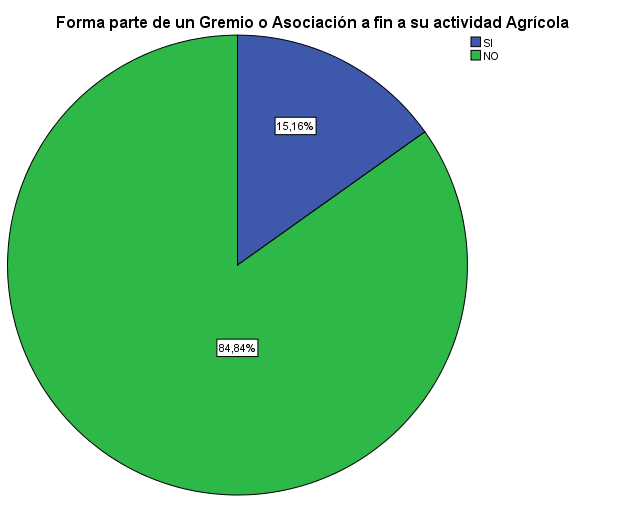 Forma parte de un Gremio o Asociación a fin a su actividad Agrícola
SI
NO
15,16%
84,84%